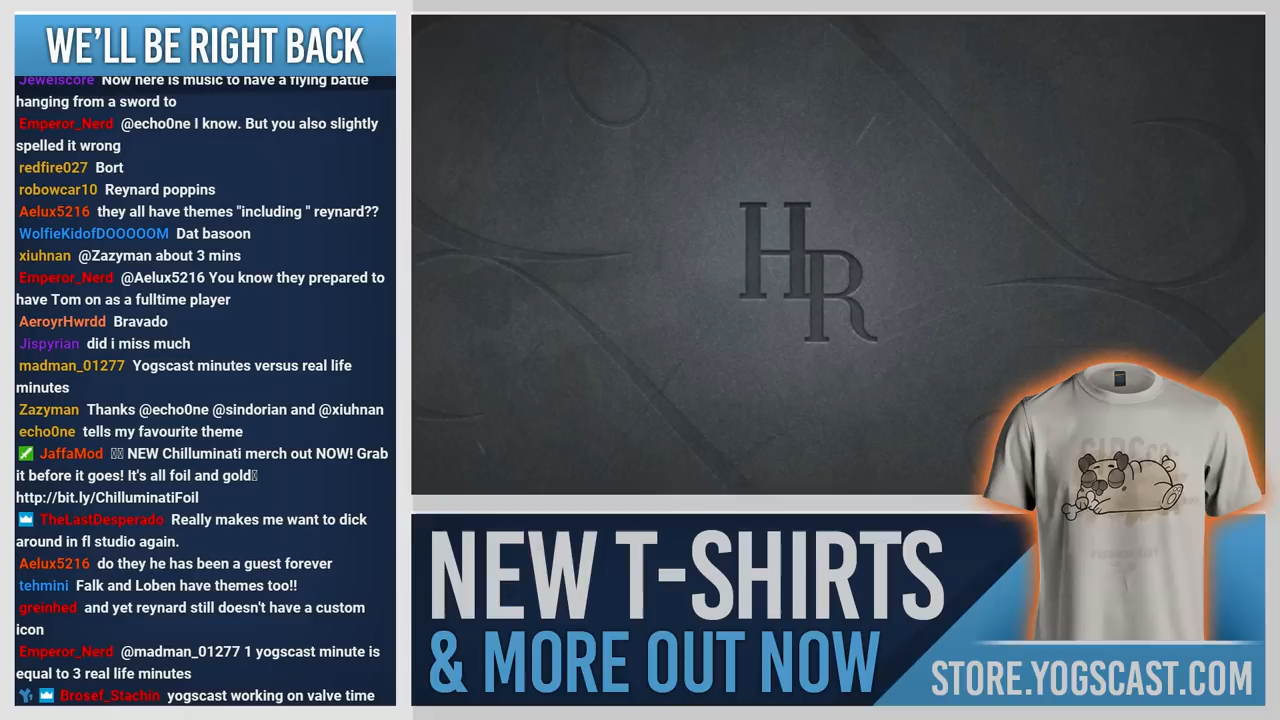 WE'LL BE RIGHT BACK
Jewelscore Now here is music to have a flying battle
hanging from a sword to
Emperor_Nerd @echo0ne I know. But you also slightly
spelled it wrong
redfire027 Bort
robowcar10 Reynard poppins
Aelux5216 they all have themes "including " reynard??
WolfieKidofDOOOOOM Dat basoon
xiuhnan @Zazyman about 3 mins
Emperor_Nerd @Aelux5216 You know they prepared to
have Tom on as a fulltime player
AeroyrHwrdd Bravado
Jispyrian did i miss much
madman_01277 Yogscast minutes versus real life
minutes
Zazyman Thanks @echo0ne @sindorian and @xiuhnan
echo0ne tells my favourite theme
JaffaMod NEW Chilluminati merch out NOW! Grab
it before it goes! It's all foil and gold
http://bit.ly/ChilluminatiFoil
TheLastDesperado Really makes me want to dick
around in fl studio again.
Aelux5216 do they he has been a guest forever
tehmini Falk and Loben have themes too!!
greinhed and yet reynard still doesn't have a custom
icon
Emperor_Nerd @madman_01277 1 yogscast minute is
equal to 3 real life minutes
Brosef_Stachin yogscast working on valve time
HR
NEW T-SHIRTS
& MORE OUT NOW
STORE.YOGSCAST.COM